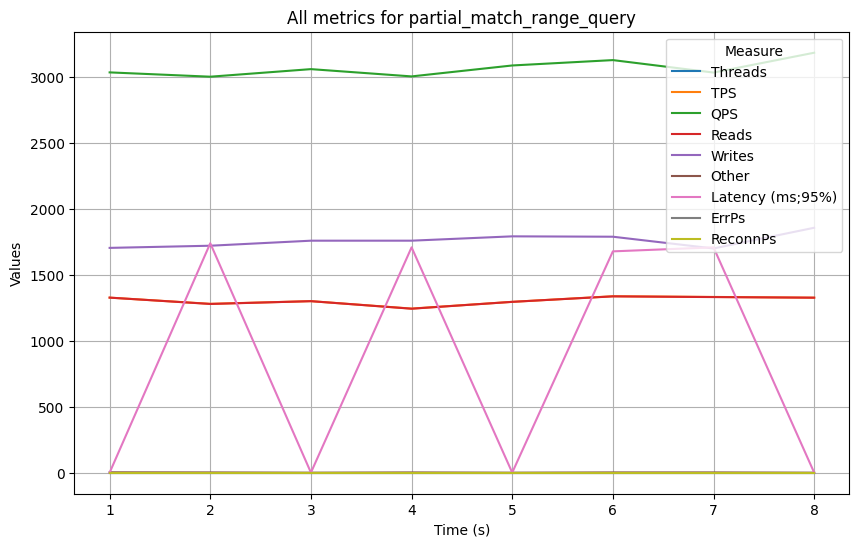 All metrics for partial_match_range_query
Measure
Threads
TPS
QPS
Reads
Writes
Other
Latency (ms;95%)
ErrPs
ReconnPs
Values
3000
2500
2000
1500
1000
500
0
1 2 3 4 5 6 7 8
Time (s)